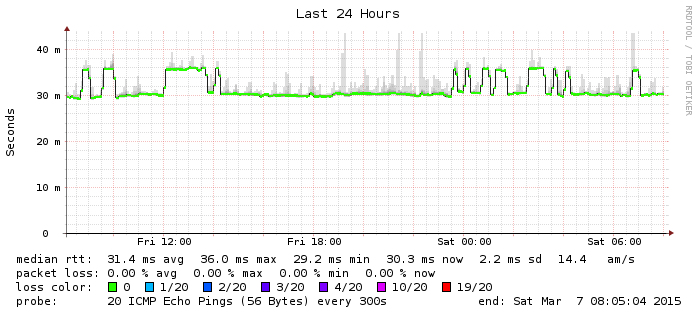 Last 24 Hours
RRDTOOL / TOBI OETIKER
Seconds
40 m
30 m
20 m
10 m
0
Fri 12:00 Fri 18:00 Sat 00:00 Sat 06:00
median rtt: 31.4 ms avg 36.0 ms max 29.2 ms min 30.3 ms now 2.2 ms sd 14.4 am/s
packet loss: 0.00 % avg 0.00 % max 0.00 % min 0.00 % now
loss color: 0 1/20 2/20 3/20 4/20 10/20 19/20
probe: 20 ICMP Echo Pings (56 Bytes) every 300s end: Sat Mar 7 08:05:04 2015